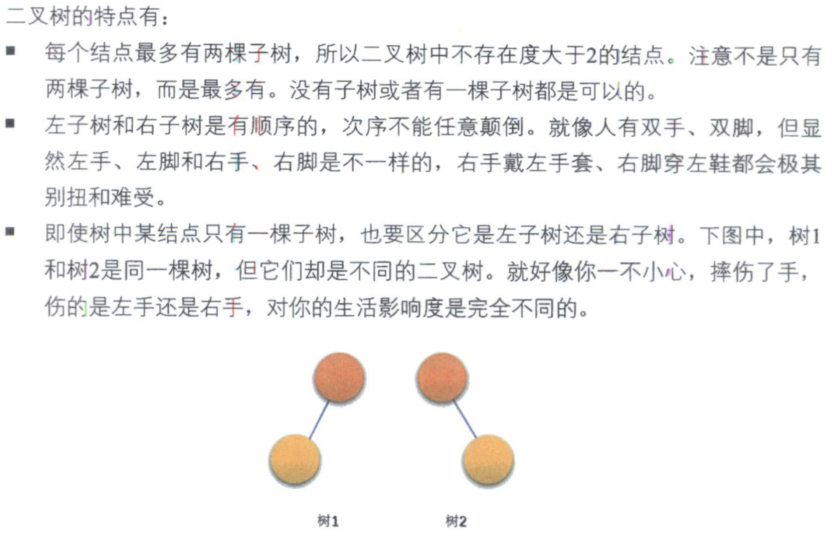 二叉树的特点有：
■ 每个结点最多有两棵子树，所以二叉树中不存在度大于2的结点。注意不是只有
两棵子树，而是最多有。没有子树或者有一棵子树都是可以的。
■ 左子树和右子树是有顺序的，次序不能任意颠倒。就像人有双手、双脚，但显
然左手、左脚和右手、右脚是不一样的，右手戴左手套、右脚穿左鞋都会极其
别扭和难受。
■ 即使树中某结点只有一棵子树，也要区分它是左子树还是右子树。下图中，树1
和树2是同一棵树，但它们却是不同的二叉树。就好像你一不小心，摔伤了手，
伤的是左手还是右手，对你的生活影响度是完全不同的。
树1 树2